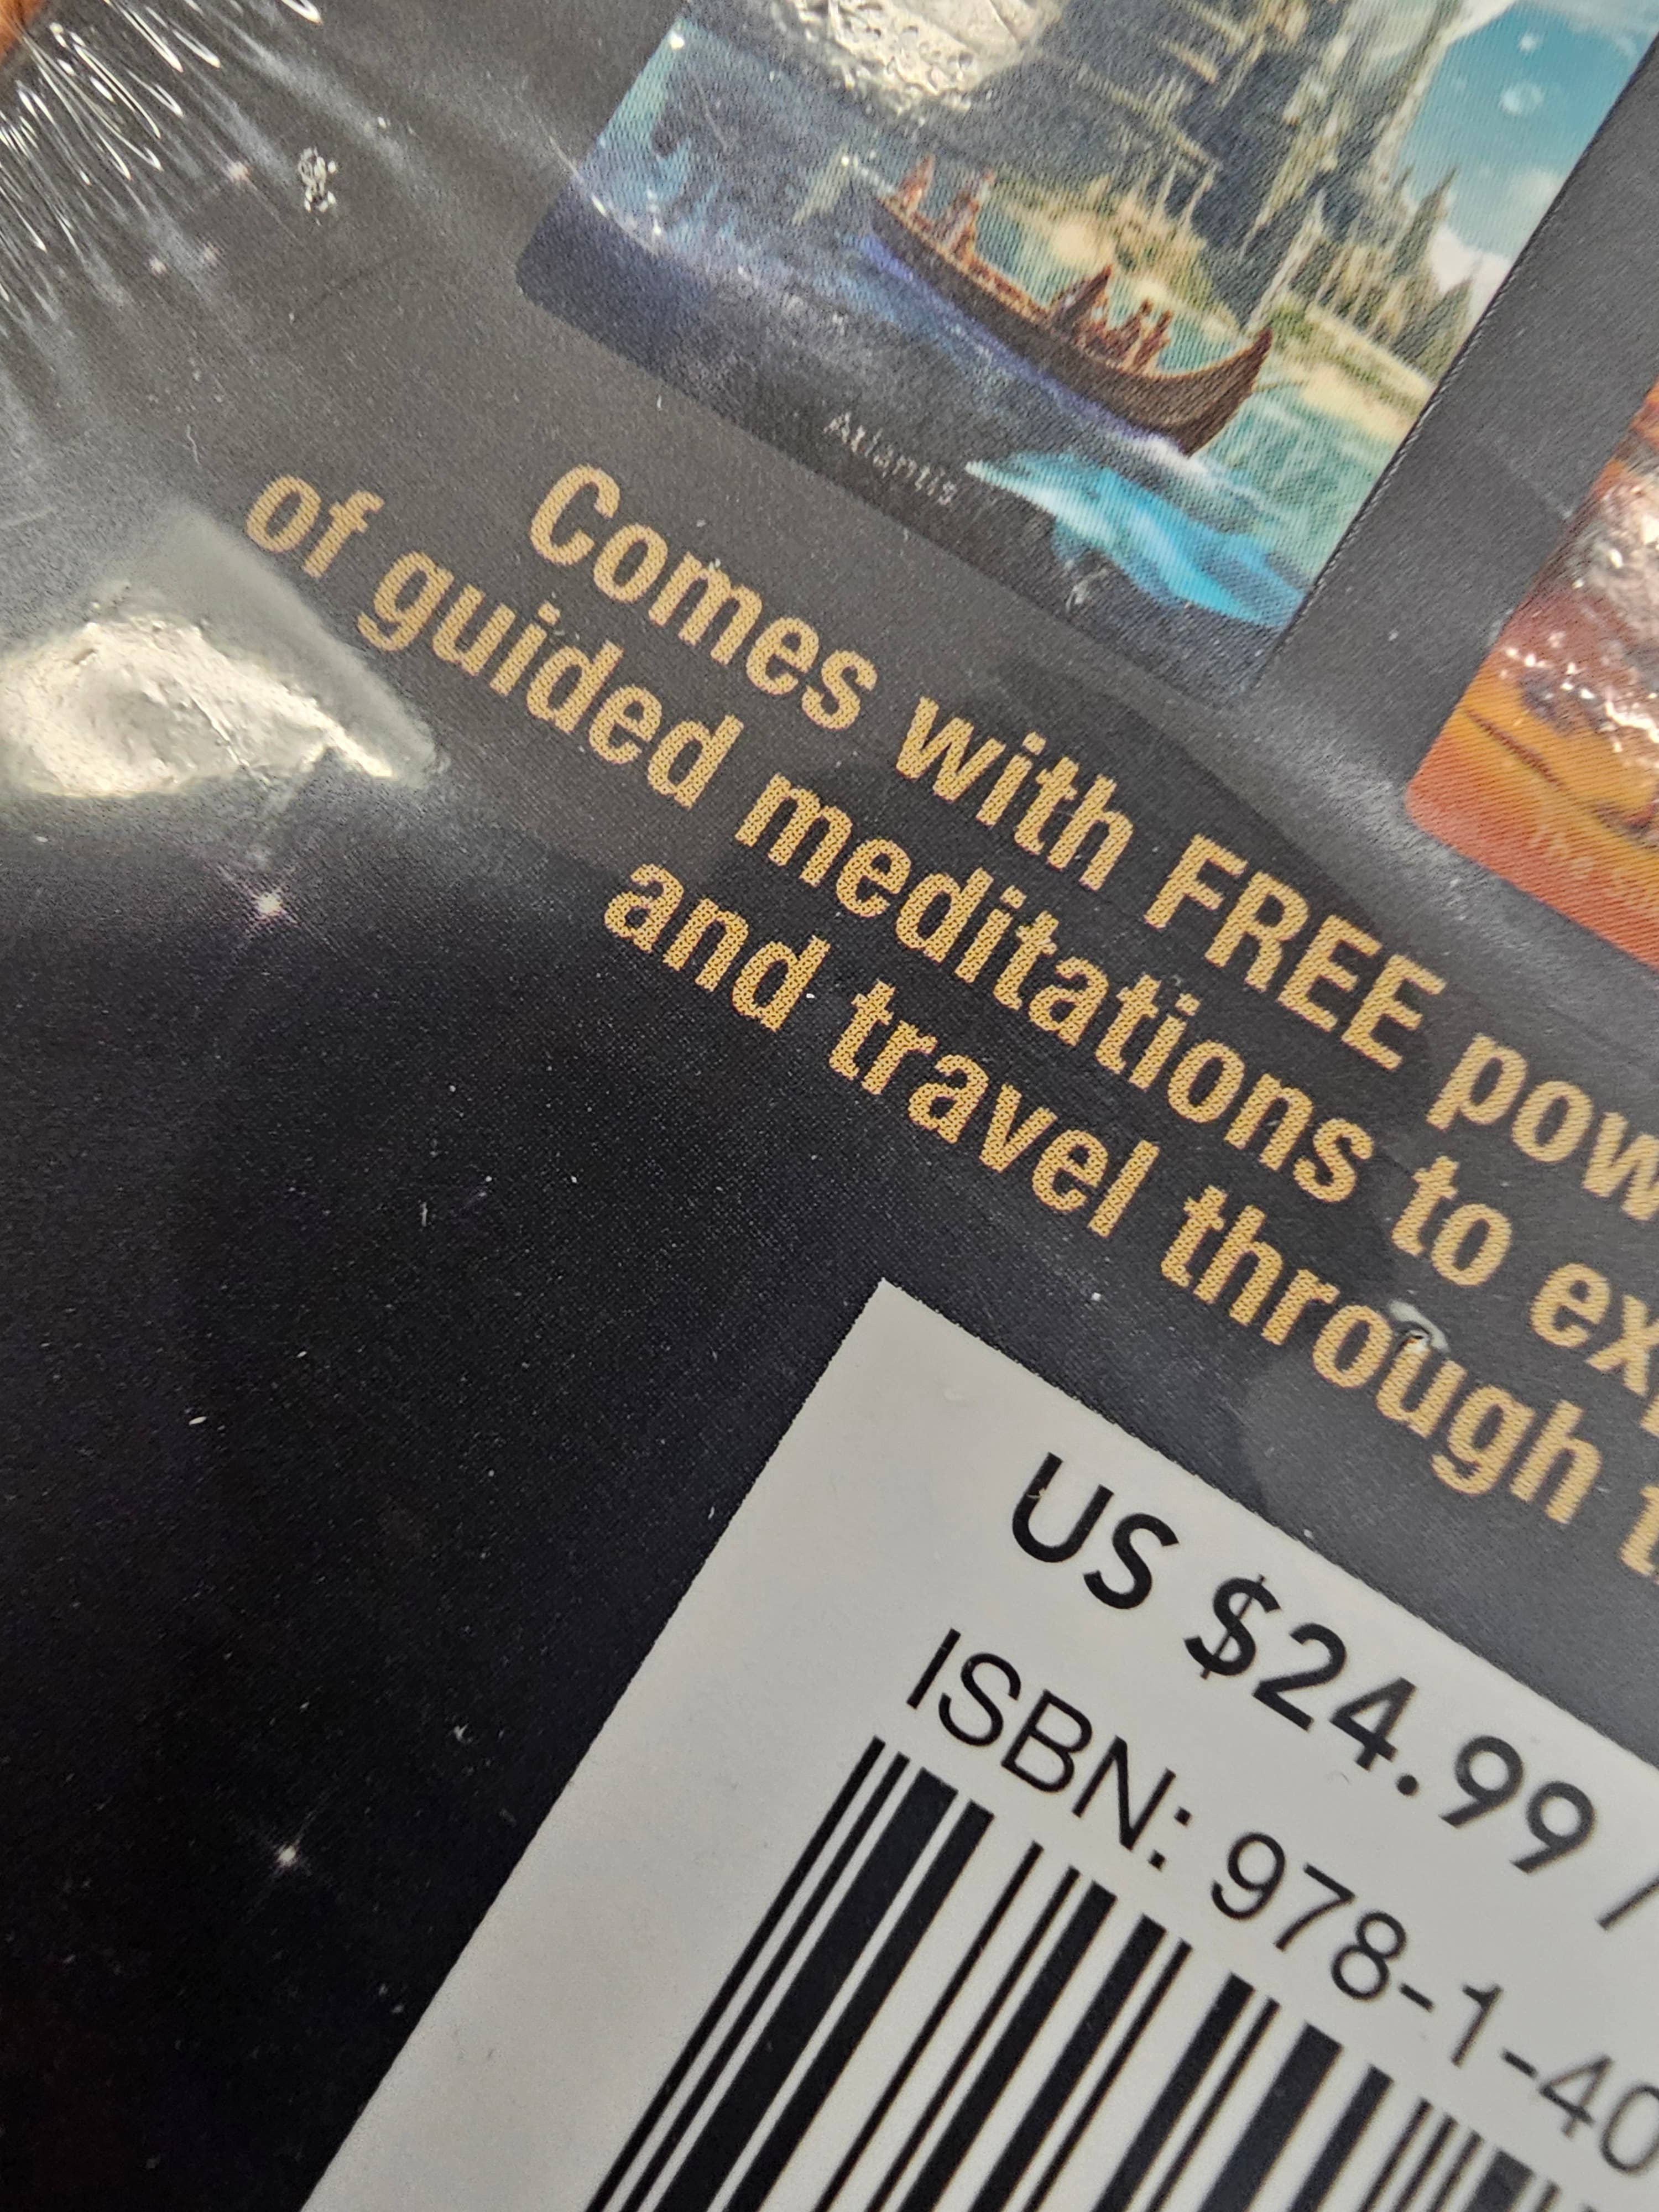 Atlantis
Comes with FREE pow
of guided meditations to exp
and travel through t
US $24.99 /
ISBN: 978-1-40